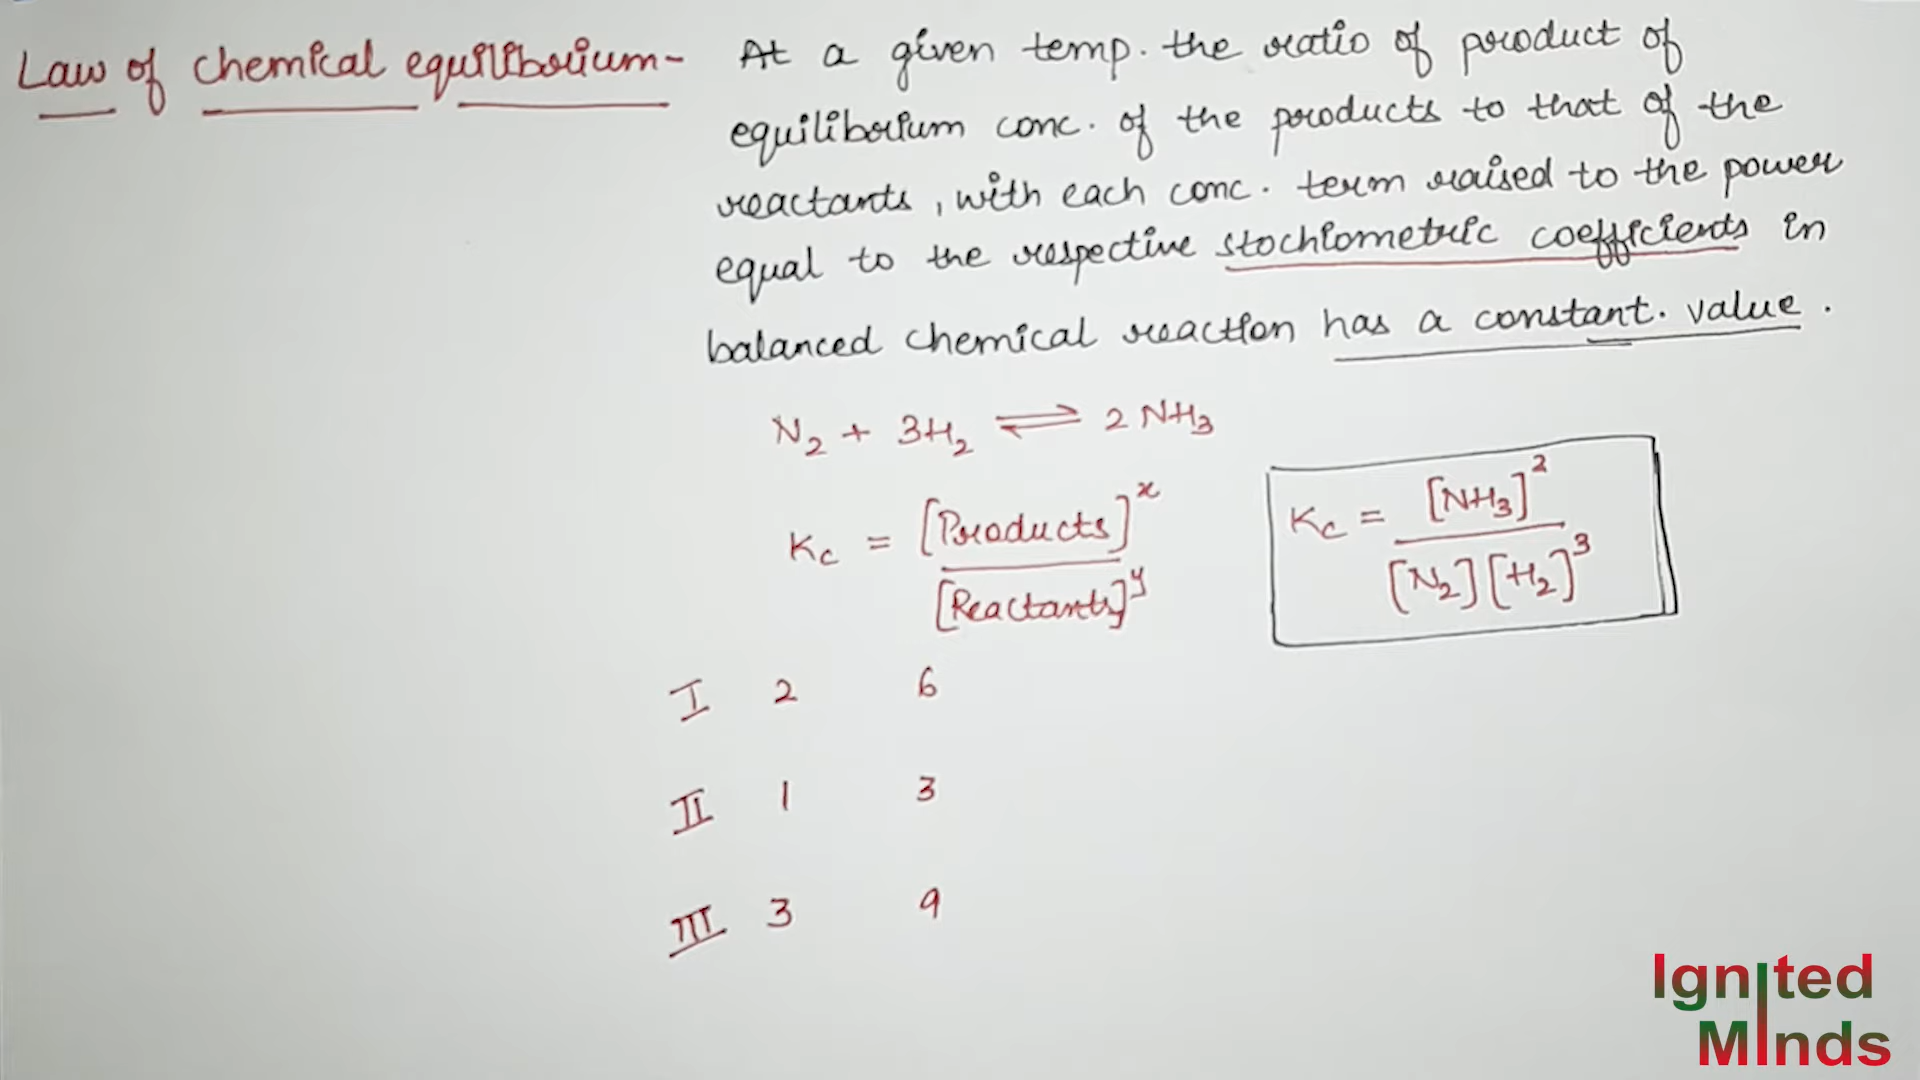 Law of chemical equilibrium- At a given temp. the ratio of product of
equilibrium conc. of the products to that of the
reactants, with each conc. term raised to the power
equal to the respective stochiometric coefficients in
balanced chemical reaction has a constant. value.
N₂ + 3H₂ ⇌ 2NH₃
Kc = [Products]ˣ / [Reactants]ʸ
Kc = [NH₃]² / [N₂][H₂]³
I 2 6
II 1 3
III 3 9
Ignited
Minds